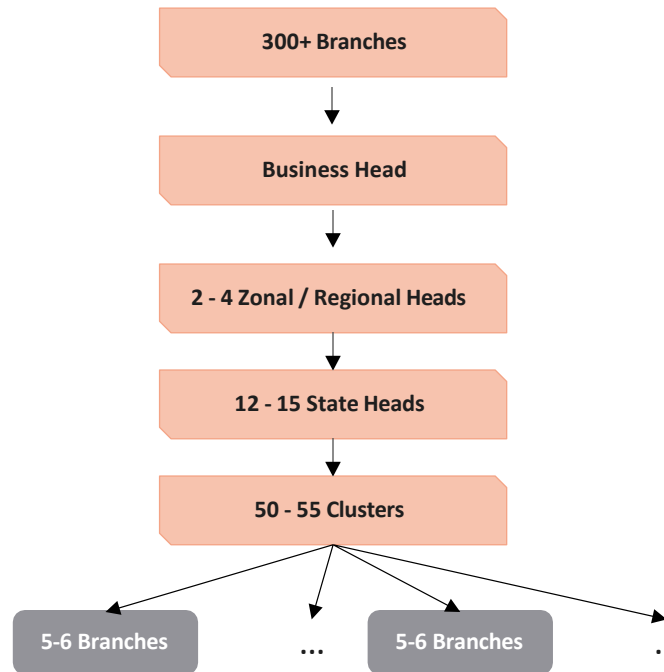 300+ Branches
Business Head
2 - 4 Zonal / Regional Heads
12 - 15 State Heads
50 - 55 Clusters
5-6 Branches ... 5-6 Branches .